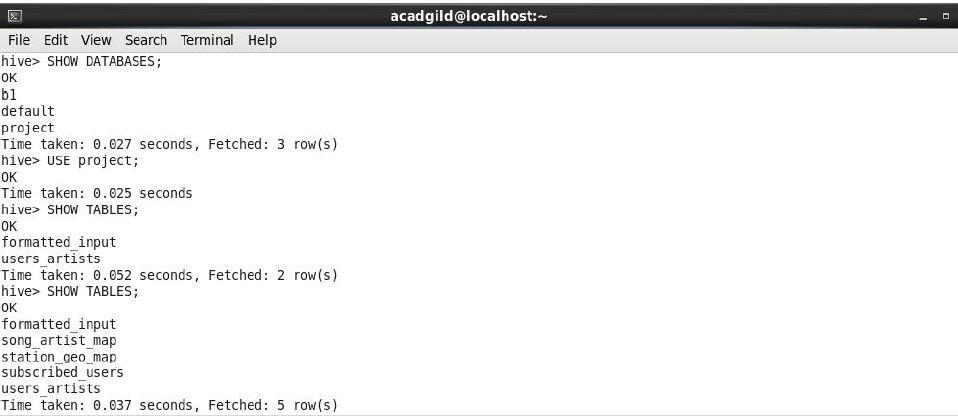 acadgild@localhost:~
File Edit View Search Terminal Help
hive> SHOW DATABASES;
OK
b1
default
project
Time taken: 0.027 seconds, Fetched: 3 row(s)
hive> USE project;
OK
Time taken: 0.025 seconds
hive> SHOW TABLES;
OK
formatted_input
users_artists
Time taken: 0.052 seconds, Fetched: 2 row(s)
hive> SHOW TABLES;
OK
formatted_input
song_artist_map
station_geo_map
subscribed_users
users_artists
Time taken: 0.037 seconds, Fetched: 5 row(s)